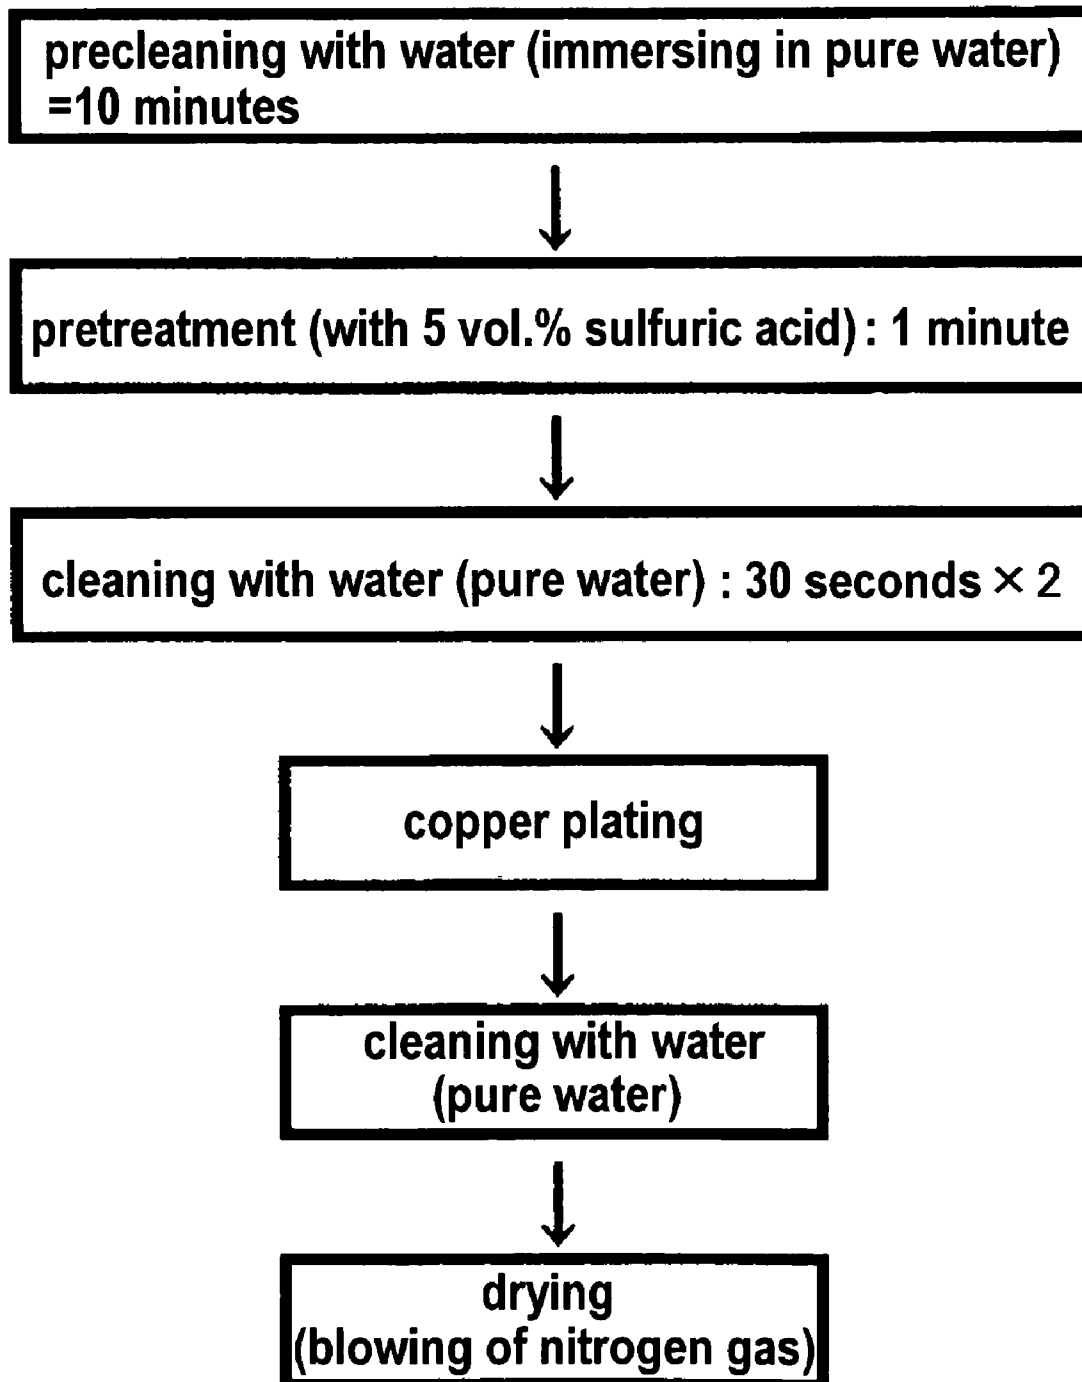 precleaning with water (immersing in pure water)
=10 minutes
pretreatment (with 5 vol.% sulfuric acid) : 1 minute
cleaning with water (pure water) : 30 seconds × 2
copper plating
cleaning with water
(pure water)
drying
(blowing of nitrogen gas)